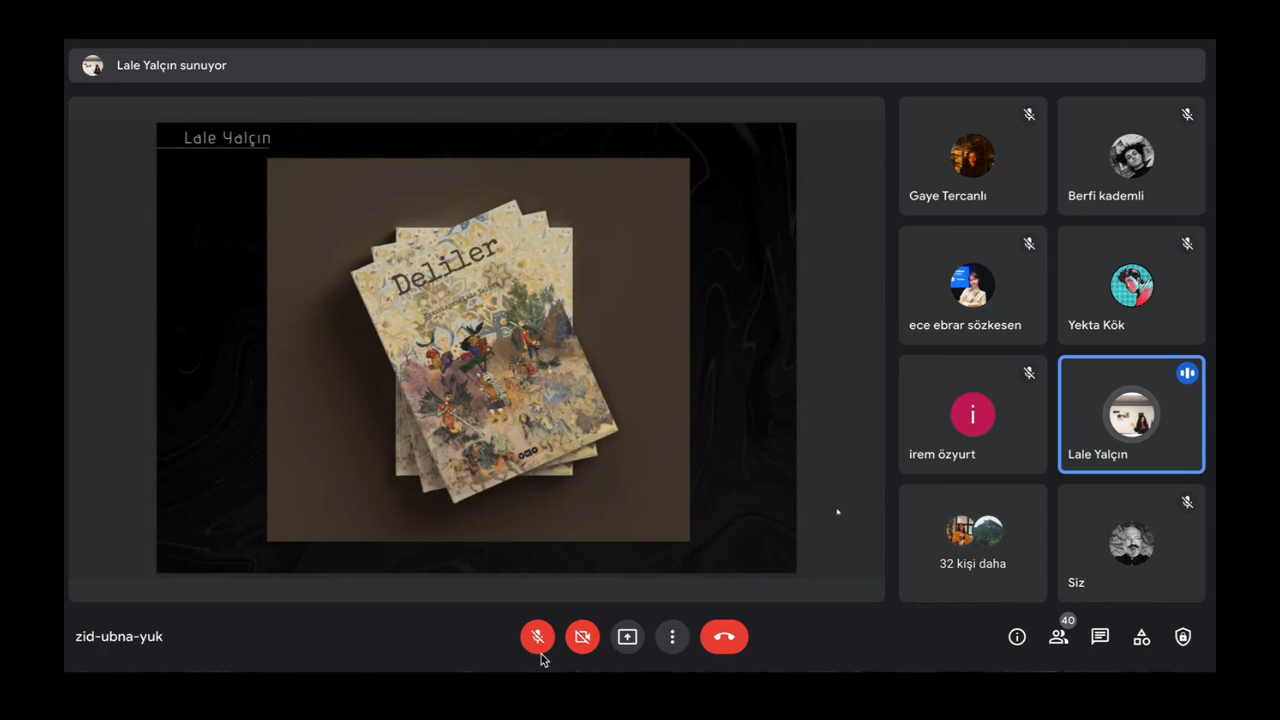 Lale Yalçın sunuyor
Lale Yalçın
Deliler
Gaye Tercanlı
Berfi kademli
ece ebrar sözkesen
Yekta Kök
i
irem özyurt
Lale Yalçın
32 kişi daha
Siz
zid-ubna-yuk
40